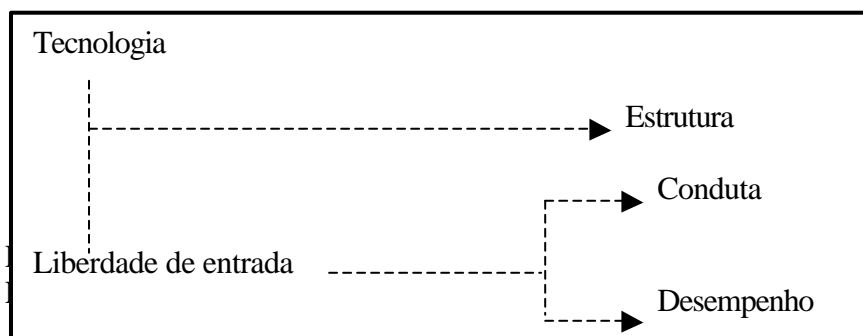 Tecnologia
Estrutura
Conduta
Liberdade de entrada
Desempenho